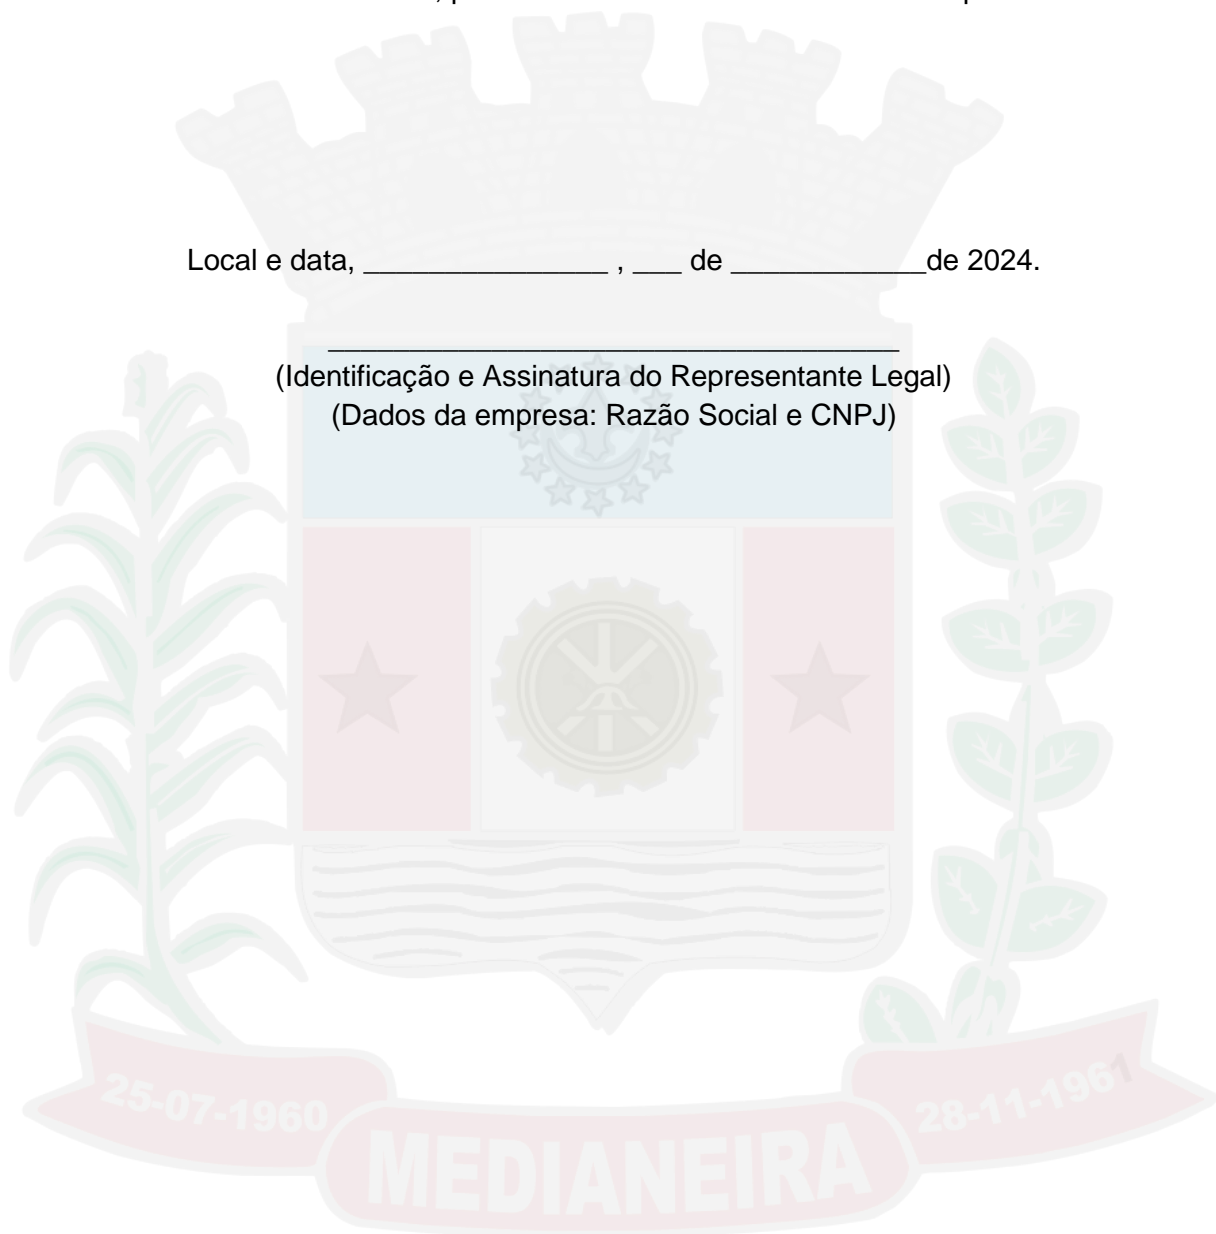 Local e data, _______________ , ___ de ____________de 2024.
___________________________________
(Identificação e Assinatura do Representante Legal)
(Dados da empresa: Razão Social e CNPJ)
25-07-1960
28-11-1961
MEDIANEIRA